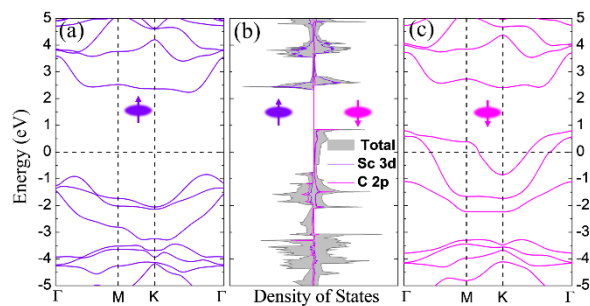 (a)
(b)
(c)
Energy (eV)
5
4
3
2
1
0
-1
-2
-3
-4
-5
Γ M K Γ
Total
Sc 3d
C 2p
Density of States
5
4
3
2
1
0
-1
-2
-3
-4
-5
Γ M K Γ